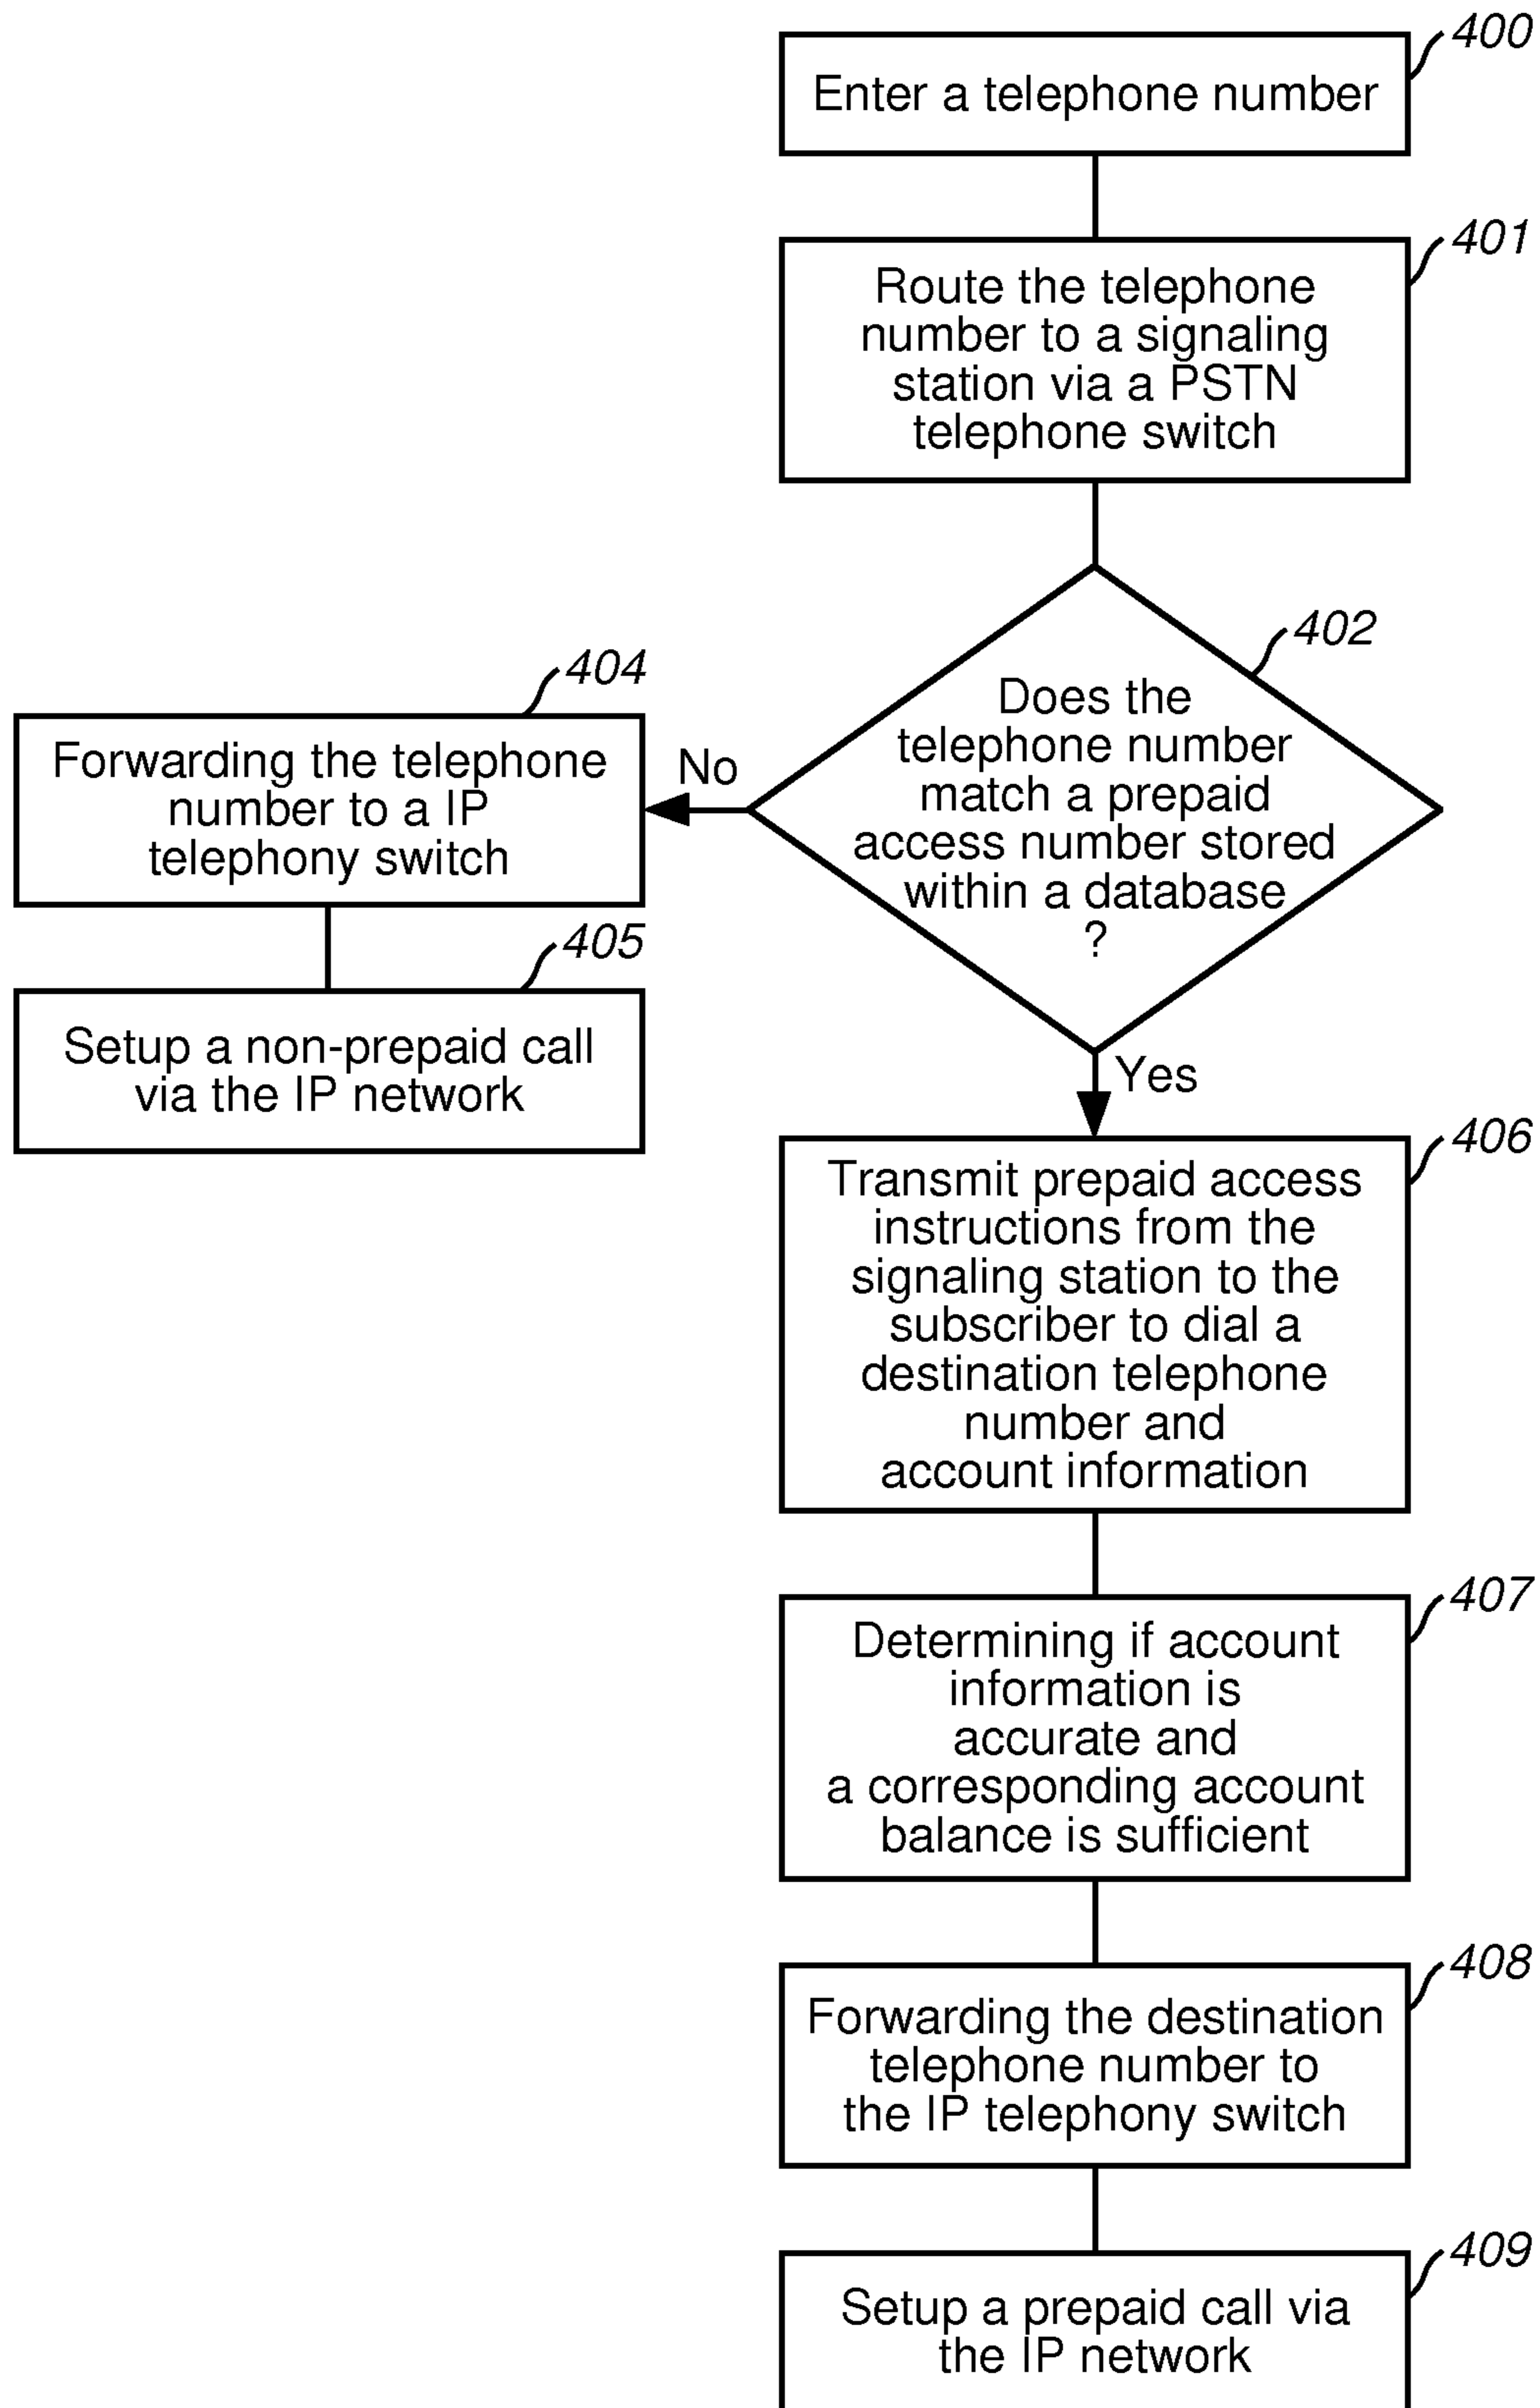 400
Enter a telephone number
401
Route the telephone
number to a signaling
station via a PSTN
telephone switch
402
Does the
telephone number
match a prepaid
access number stored
within a database
?
404
No
Forwarding the telephone
number to a IP
telephony switch
405
Setup a non-prepaid call
via the IP network
Yes
406
Transmit prepaid access
instructions from the
signaling station to the
subscriber to dial a
destination telephone
number and
account information
407
Determining if account
information is
accurate and
a corresponding account
balance is sufficient
408
Forwarding the destination
telephone number to
the IP telephony switch
409
Setup a prepaid call via
the IP network